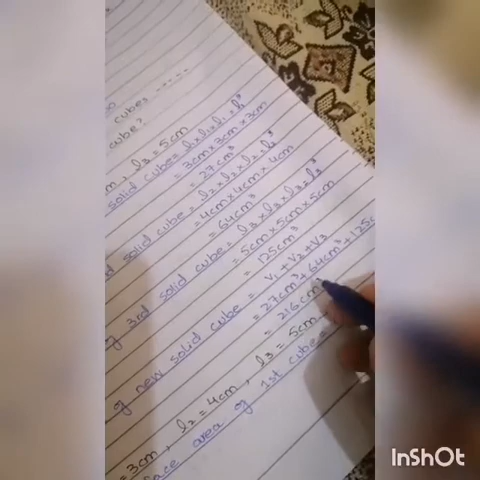 cubes .....
cube?
m, l3 = 5cm
solid cube = l1 x l1 x l1 = l1³
= 3cm x 3cm x 3cm
= 27cm³
solid cube = l2 x l2 x l2 = l2³
= 4cm x 4cm x 4cm
= 64cm³
g 3rd solid cube = l3 x l3 x l3 = l3³
= 5cm x 5cm x 5cm
= 125cm³
g new solid cube = V1 + V2 + V3
= 27cm³ + 64cm³ + 125c
= 216cm³
= 3cm, l2 = 4cm, l3 = 5cm
face area of 1st cube
InShOt